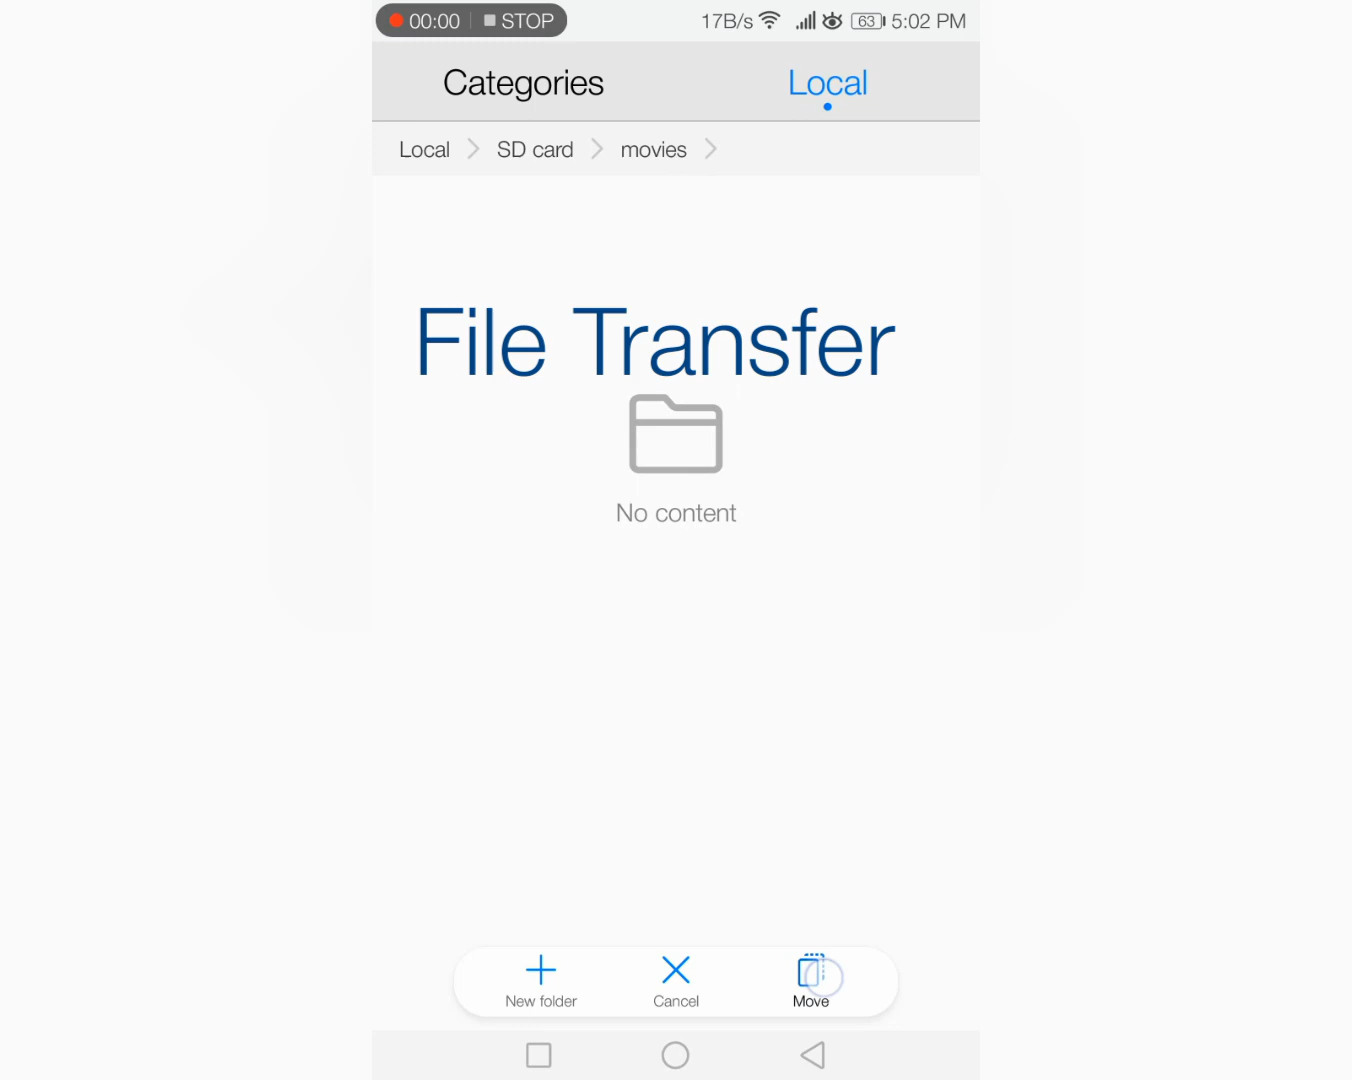 00:00 STOP 17B/s 63 5:02 PM
Categories Local
Local SD card movies
File Transfer
No content
New folder Cancel Move